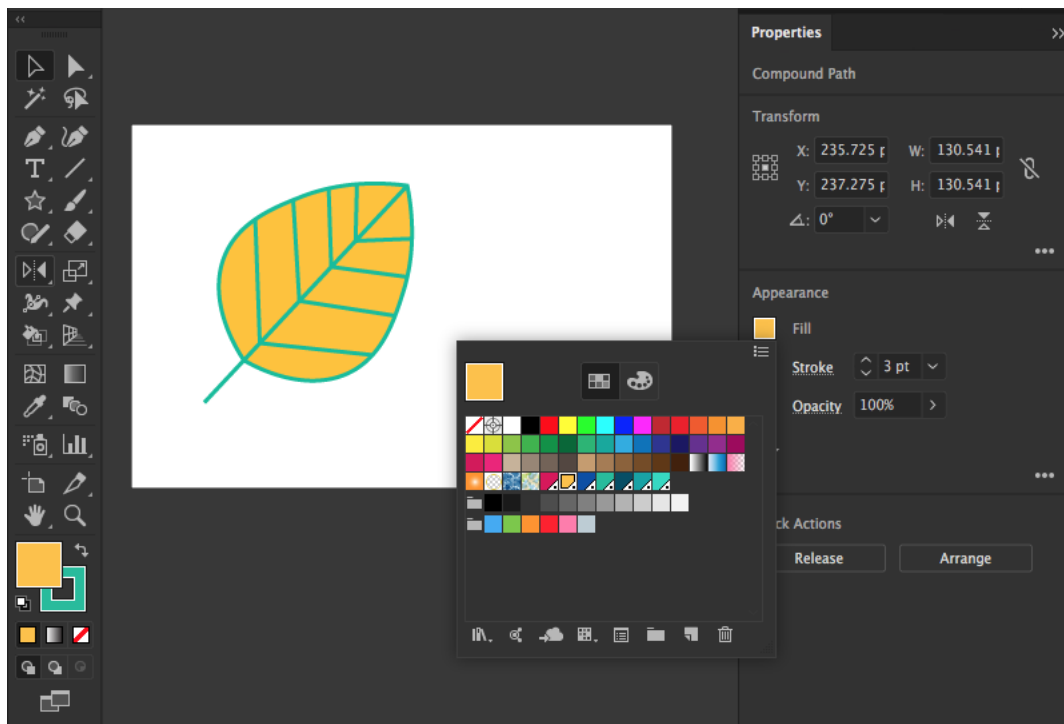 Properties
Compound Path
Transform
X: 235.725 p W: 130.541 p
Y: 237.275 p H: 130.541 p
0°
Appearance
Fill
Stroke 3 pt
Opacity 100%
ck Actions
Release Arrange